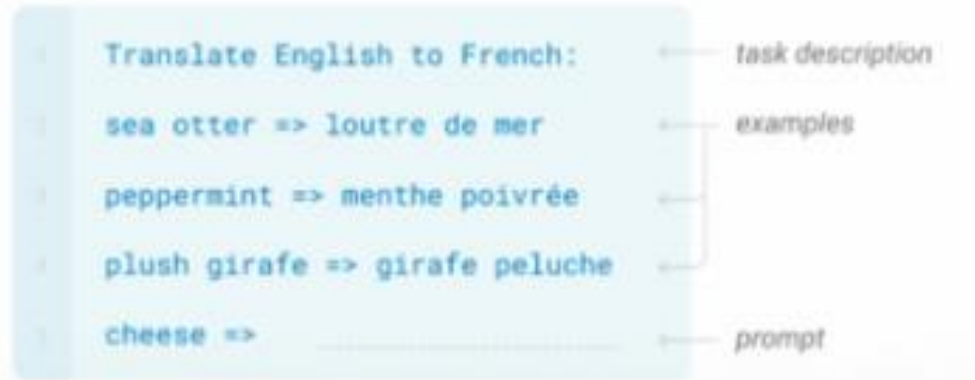 Translate English to French: task description
sea otter => loutre de mer examples
peppermint => menthe poivrée
plush girafe => girafe peluche
cheese => prompt